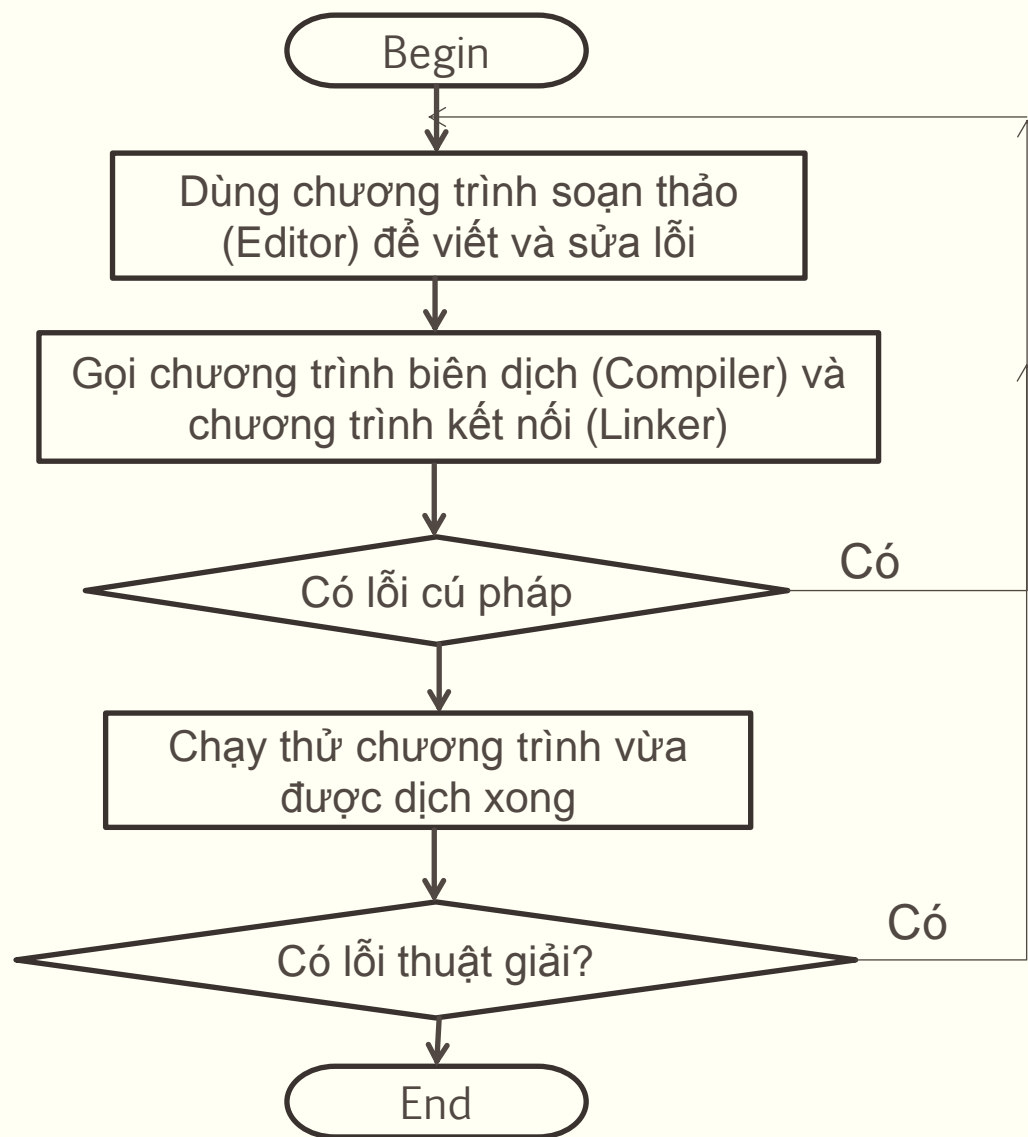 Begin
Dùng chương trình soạn thảo
(Editor) để viết và sửa lỗi
Gọi chương trình biên dịch (Compiler) và
chương trình kết nối (Linker)
Có lỗi cú pháp
Có
Chạy thử chương trình vừa
được dịch xong
Có lỗi thuật giải?
Có
End